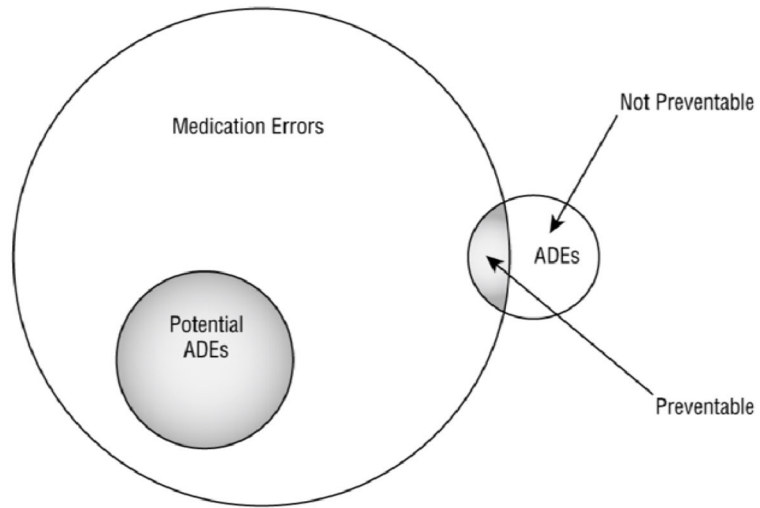 Not Preventable
Medication Errors
ADEs
Potential
ADEs
Preventable